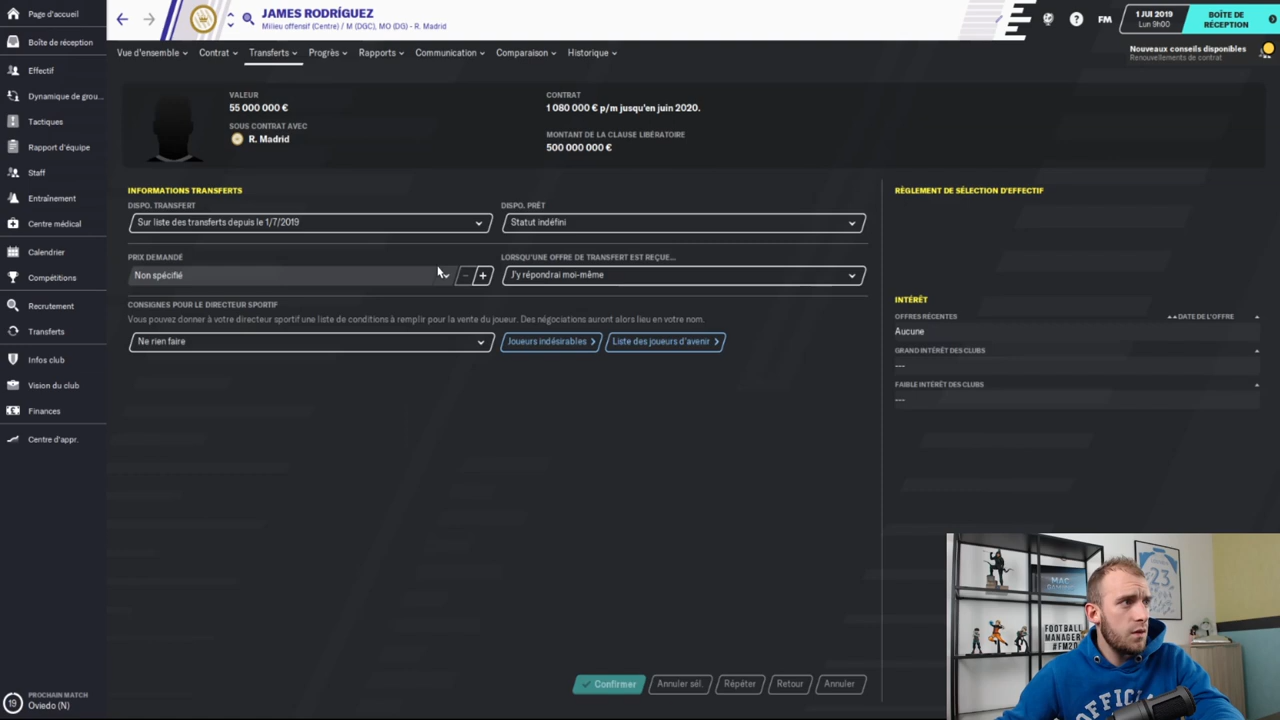 Page d'accueil
Boîte de réception
Effectif
Dynamique de grou...
Tactiques
Rapport d'équipe
Staff
Entraînement
Centre médical
Calendrier
Compétitions
Recrutement
Transferts
Infos club
Vision du club
Finances
Centre d'appr.
19
PROCHAIN MATCH
Oviedo (N)
JAMES RODRÍGUEZ
Milieu offensif (Centre) / M (DGC), MO (DG) - R. Madrid
?
FM
1 JUI 2019
Lun 9h00
BOÎTE DE
RÉCEPTION
Vue d'ensemble
Contrat
Transferts
Progrès
Rapports
Communication
Comparaison
Historique
Nouveaux conseils disponibles
Renouvellements de contrat
VALEUR
55 000 000 €
SOUS CONTRAT AVEC
R. Madrid
CONTRAT
1 080 000 € p/m jusqu'en juin 2020.
MONTANT DE LA CLAUSE LIBÉRATOIRE
500 000 000 €
INFORMATIONS TRANSFERTS
DISPO. TRANSFERT
Sur liste des transferts depuis le 1/7/2019
DISPO. PRÊT
Statut indéfini
PRIX DEMANDÉ
Non spécifié
LORSQU'UNE OFFRE DE TRANSFERT EST REÇUE...
J'y répondrai moi-même
CONSIGNES POUR LE DIRECTEUR SPORTIF
Vous pouvez donner à votre directeur sportif une liste de conditions à remplir pour la vente du joueur. Des négociations auront alors lieu en votre nom.
Ne rien faire
Joueurs indésirables
Liste des joueurs d'avenir
RÈGLEMENT DE SÉLECTION D'EFFECTIF
INTÉRÊT
OFFRES RÉCENTES
DATE DE L'OFFRE
Aucune
GRAND INTÉRÊT DES CLUBS
---
FAIBLE INTÉRÊT DES CLUBS
---
Confirmer
Annuler sél.
Répéter
Retour
Annuler
MAC
23
FOOTBALL
MANAGER
#FM20
OFFICI